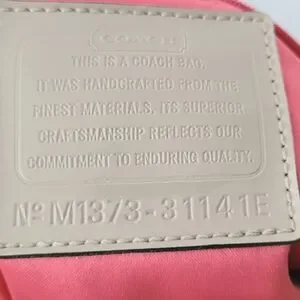 COACH
THIS IS A COACH BAG.
IT WAS HANDCRAFTED FROM THE
FINEST MATERIALS. ITS SUPERIOR
CRAFTSMANSHIP REFLECTS OUR
COMMITMENT TO ENDURING QUALITY.
Nº M1373-31141E